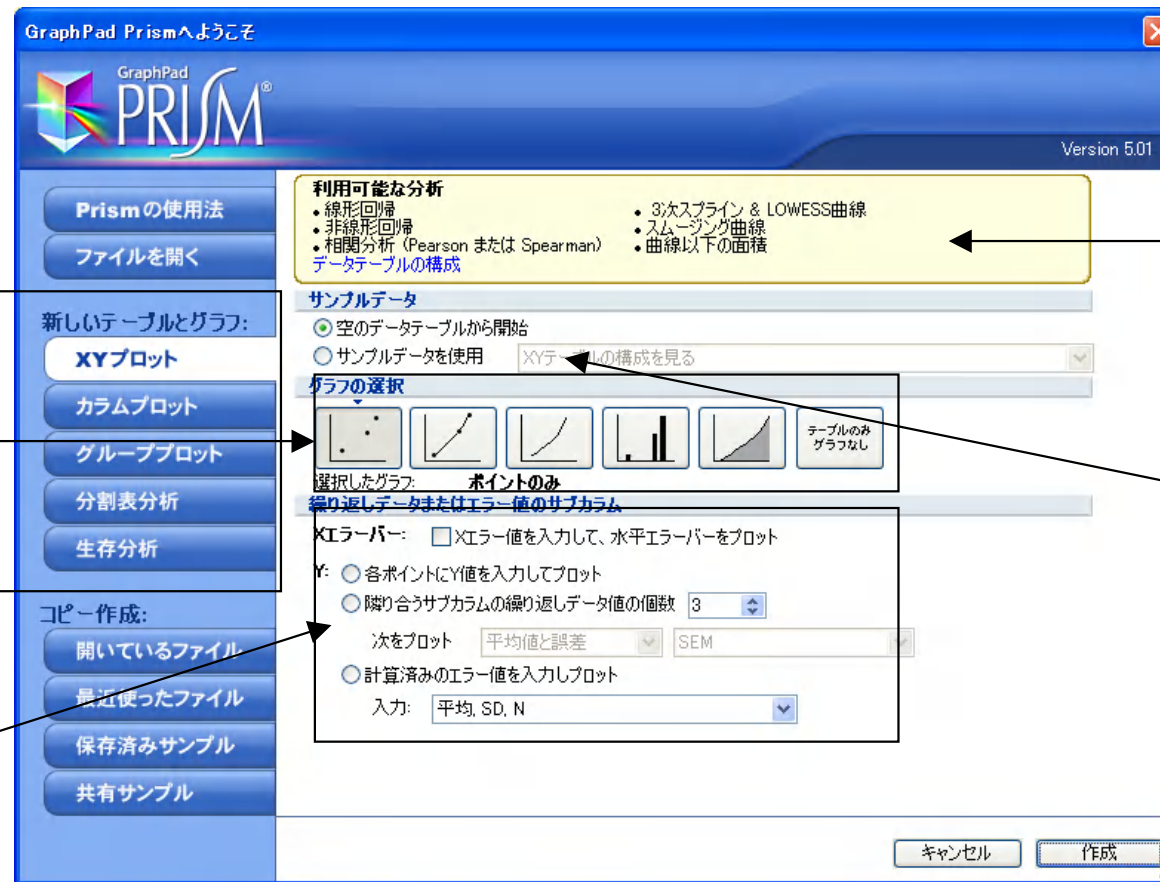 GraphPad Prismへようこそ
GraphPad
PRISM®
Version 5.01
Prismの使用法
ファイルを開く
新しいテーブルとグラフ:
XYプロット
カラムプロット
グループプロット
分割表分析
生存分析
コピー作成:
開いているファイル
最近使ったファイル
保存済みサンプル
共有サンプル
利用可能な分析
• 線形回帰
• 非線形回帰
• 相関分析 (Pearson または Spearman)
• 3次スプライン & LOWESS曲線
• スムージング曲線
• 曲線以下の面積
データテーブルの構成
サンプルデータ
空のデータテーブルから開始
サンプルデータを使用 XYテーブルの構成を見る
グラフの選択
テーブルのみ
グラフなし
選択したグラフ: ポイントのみ
繰り返しデータまたはエラー値のサブカラム
Xエラーバー: Xエラー値を入力して、水平エラーバーをプロット
Y: 各ポイントにY値を入力してプロット
隣り合うサブカラムの繰り返しデータ値の個数 3
次をプロット 平均値と誤差 SEM
計算済みのエラー値を入力しプロット
入力: 平均, SD, N
キャンセル 作成